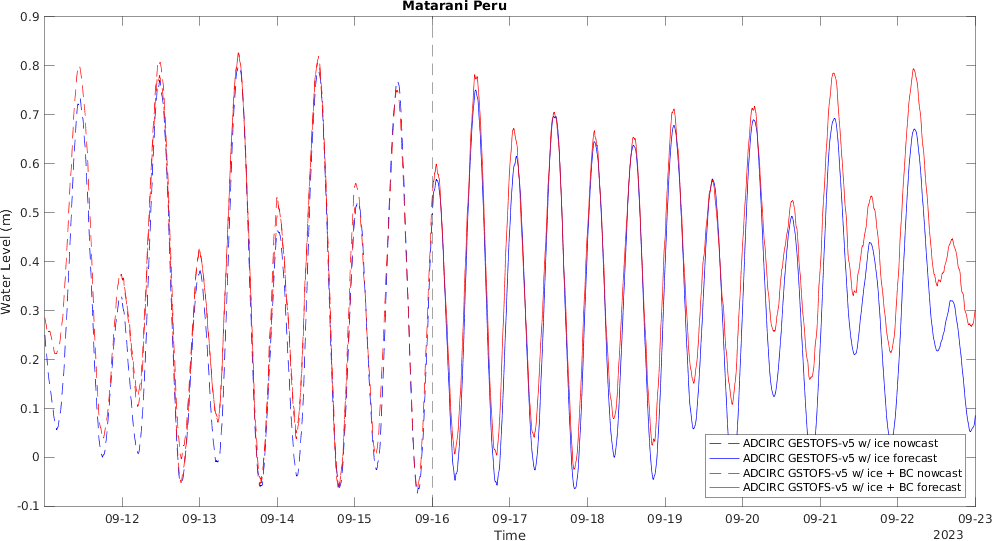 Matarani Peru
0.9
0.8
0.7
0.6
0.5
0.4
0.3
0.2
0.1
0
-0.1
Water Level (m)
ADCIRC GESTOFS-v5 w/ ice nowcast
ADCIRC GESTOFS-v5 w/ ice forecast
ADCIRC GSTOFS-v5 w/ ice + BC nowcast
ADCIRC GSTOFS-v5 w/ ice + BC forecast
09-12 09-13 09-14 09-15 09-16 09-17 09-18 09-19 09-20 09-21 09-22 09-23
Time
2023